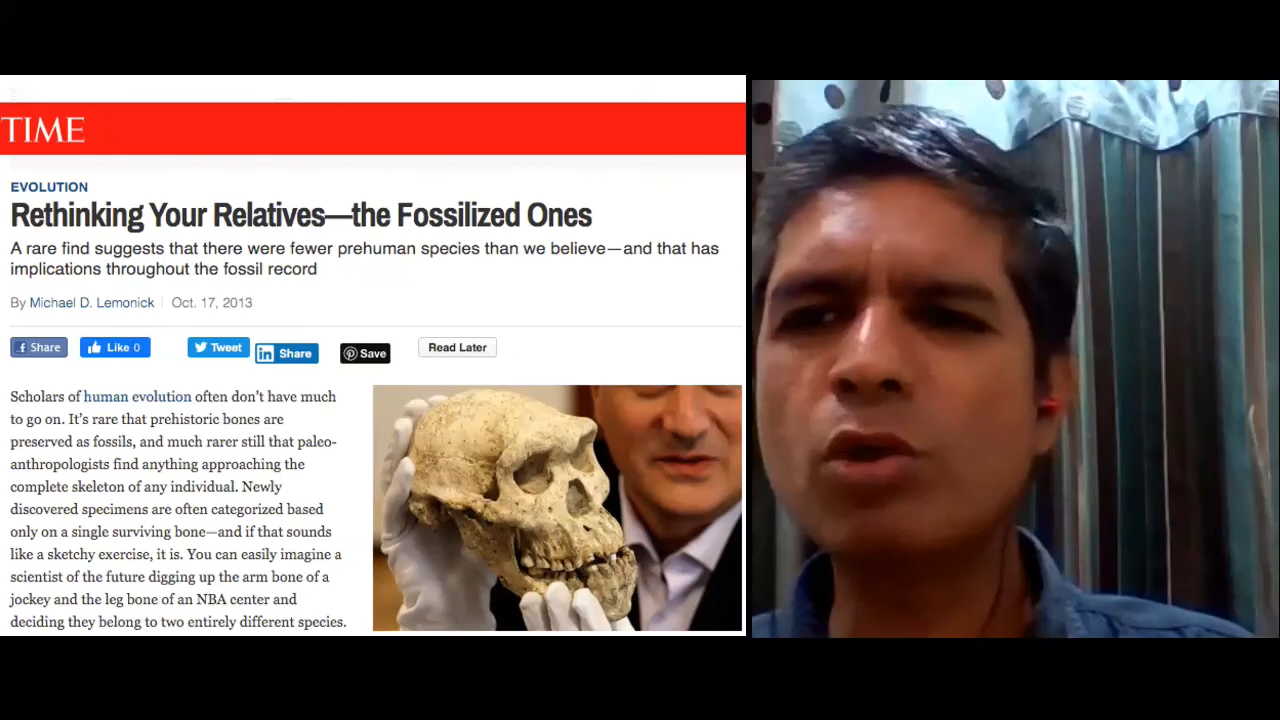 TIME
EVOLUTION
Rethinking Your Relatives—the Fossilized Ones
A rare find suggests that there were fewer prehuman species than we believe—and that has
implications throughout the fossil record
By Michael D. Lemonick | Oct. 17, 2013
Share Like 0 Tweet Share Save Read Later
Scholars of human evolution often don't have much
to go on. It's rare that prehistoric bones are
preserved as fossils, and much rarer still that paleo-
anthropologists find anything approaching the
complete skeleton of any individual. Newly
discovered specimens are often categorized based
only on a single surviving bone—and if that sounds
like a sketchy exercise, it is. You can easily imagine a
scientist of the future digging up the arm bone of a
jockey and the leg bone of an NBA center and
deciding they belong to two entirely different species.